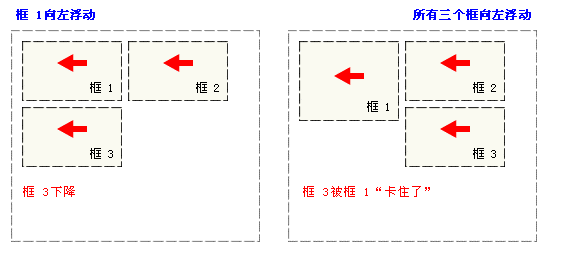 框 1向左浮动
框 1
框 2
框 3
框 3下降
所有三个框向左浮动
框 1
框 2
框 3
框 3被框 1“卡住了”